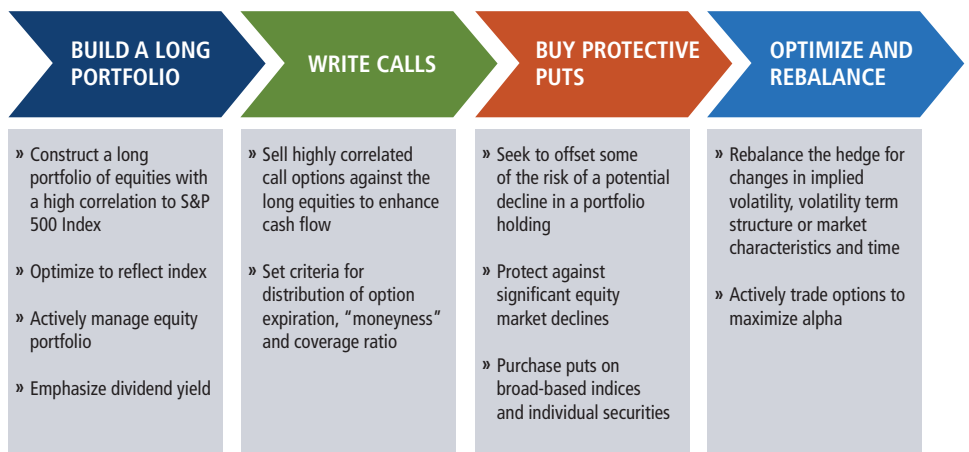 BUILD A LONG
PORTFOLIO
» Construct a long
portfolio of equities with
a high correlation to S&P
500 Index
» Optimize to reflect index
» Actively manage equity
portfolio
» Emphasize dividend yield
WRITE CALLS
» Sell highly correlated
call options against the
long equities to enhance
cash flow
» Set criteria for
distribution of option
expiration, “moneyness”
and coverage ratio
BUY PROTECTIVE
PUTS
» Seek to offset some
of the risk of a potential
decline in a portfolio
holding
» Protect against
significant equity
market declines
» Purchase puts on
broad-based indices
and individual securities
OPTIMIZE AND
REBALANCE
» Rebalance the hedge for
changes in implied
volatility, volatility term
structure or market
characteristics and time
» Actively trade options to
maximize alpha